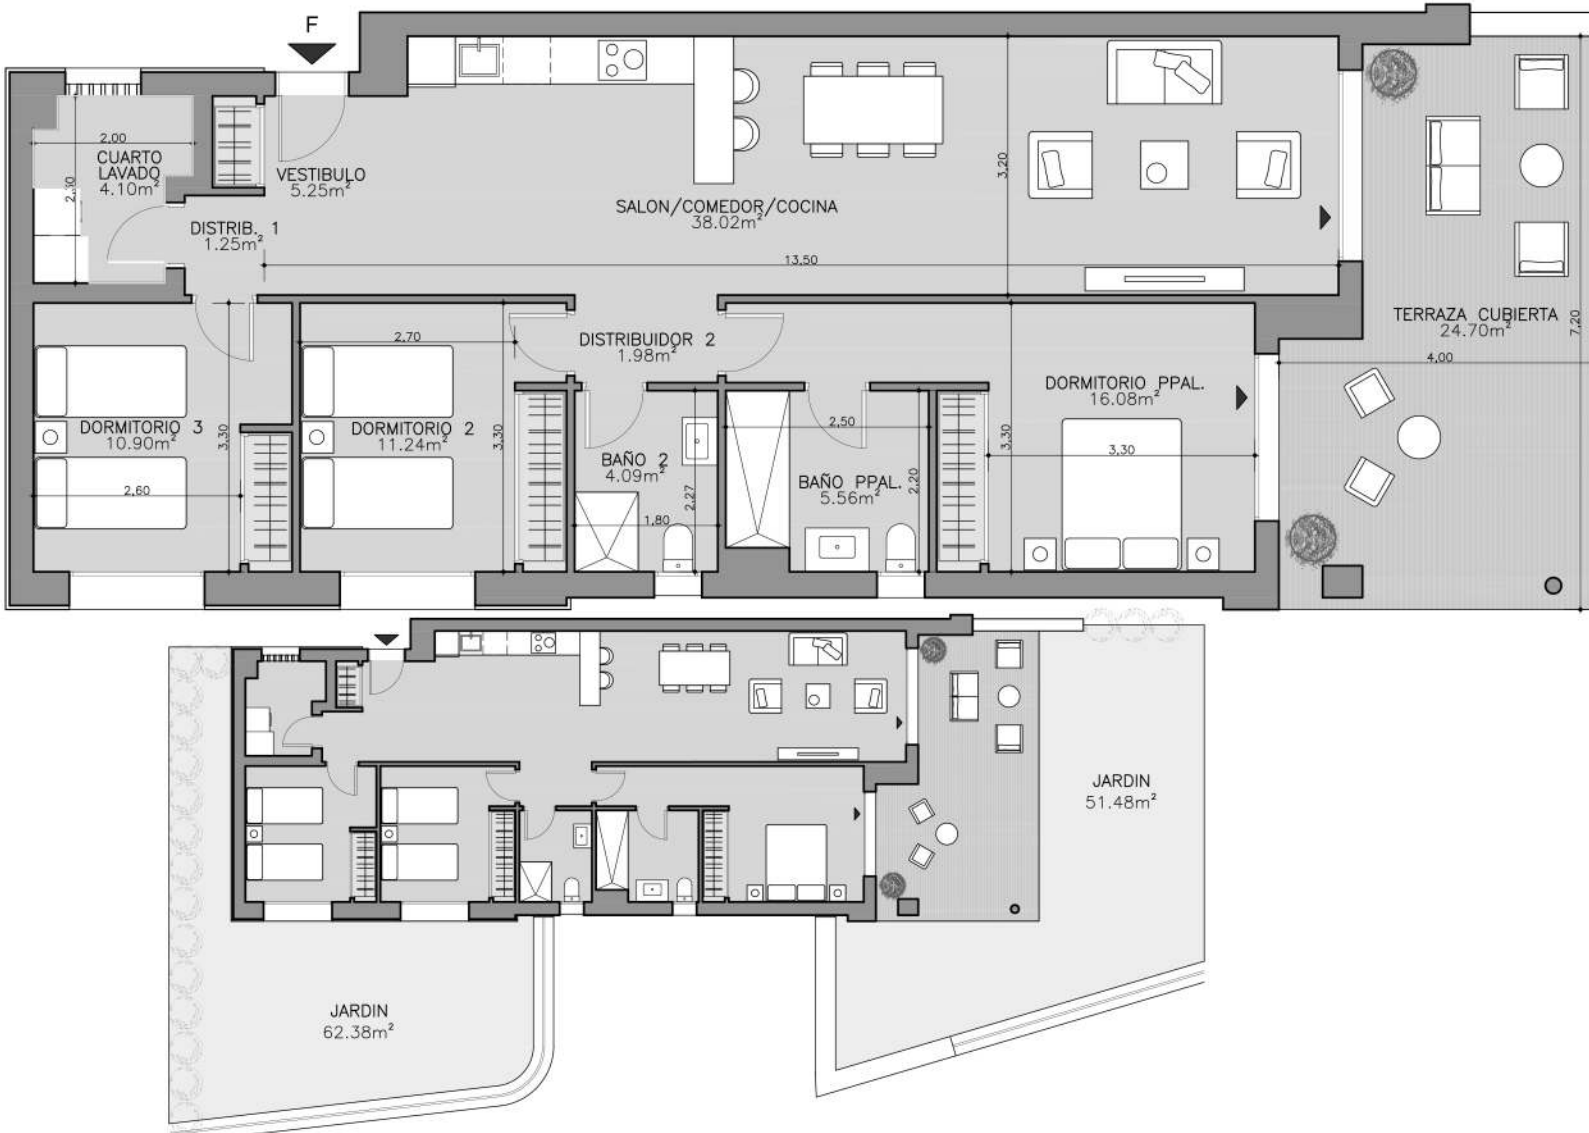 F
2,00
CUARTO
LAVADO
4.10m²
VESTIBULO
5.25m²
DISTRIB. 1
1.25m²
SALON/COMEDOR/COCINA
38.02m²
3,20
13,50
TERRAZA CUBIERTA
24.70m²
7,20
4,00
DORMITORIO 3
10.90m²
3,30
2,60
2,70
DORMITORIO 2
11.24m²
3,30
DISTRIBUIDOR 2
1.98m²
BAÑO 2
4.09m²
2,27
1,80
2,50
BAÑO PPAL.
5.56m²
2,20
DORMITORIO PPAL.
16.08m²
3,30
3,30
JARDIN
51.48m²
JARDIN
62.38m²